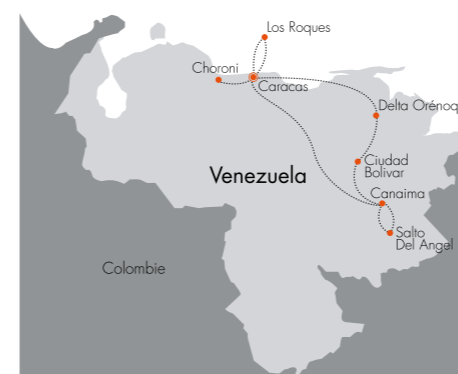 Los Roques
Choroni
Caracas
Delta Orénoq
Ciudad
Bolivar
Venezuela
Canaima
Salto
Del Angel
Colombie